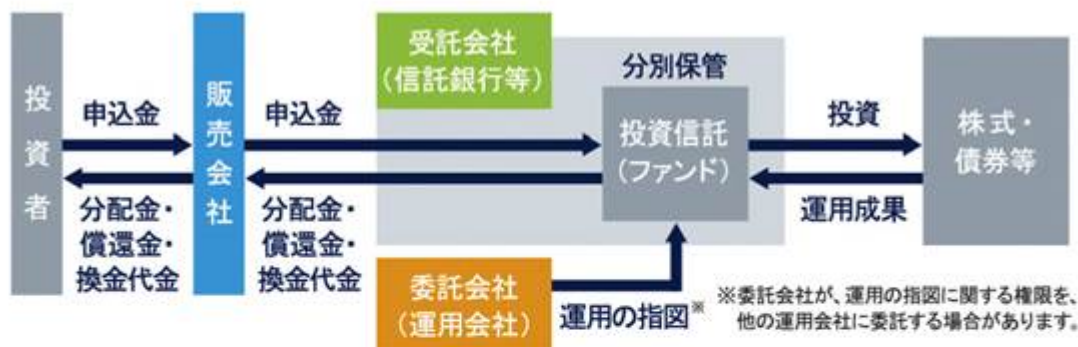 投資者
申込金
分配金・
償還金・
換金代金
販売会社
申込金
分配金・
償還金・
換金代金
受託会社
(信託銀行等)
分別保管
投資信託
(ファンド)
投資
運用成果
株式・
債券等
委託会社
(運用会社)
運用の指図※
※委託会社が、運用の指図に関する権限を、
他の運用会社に委託する場合があります。